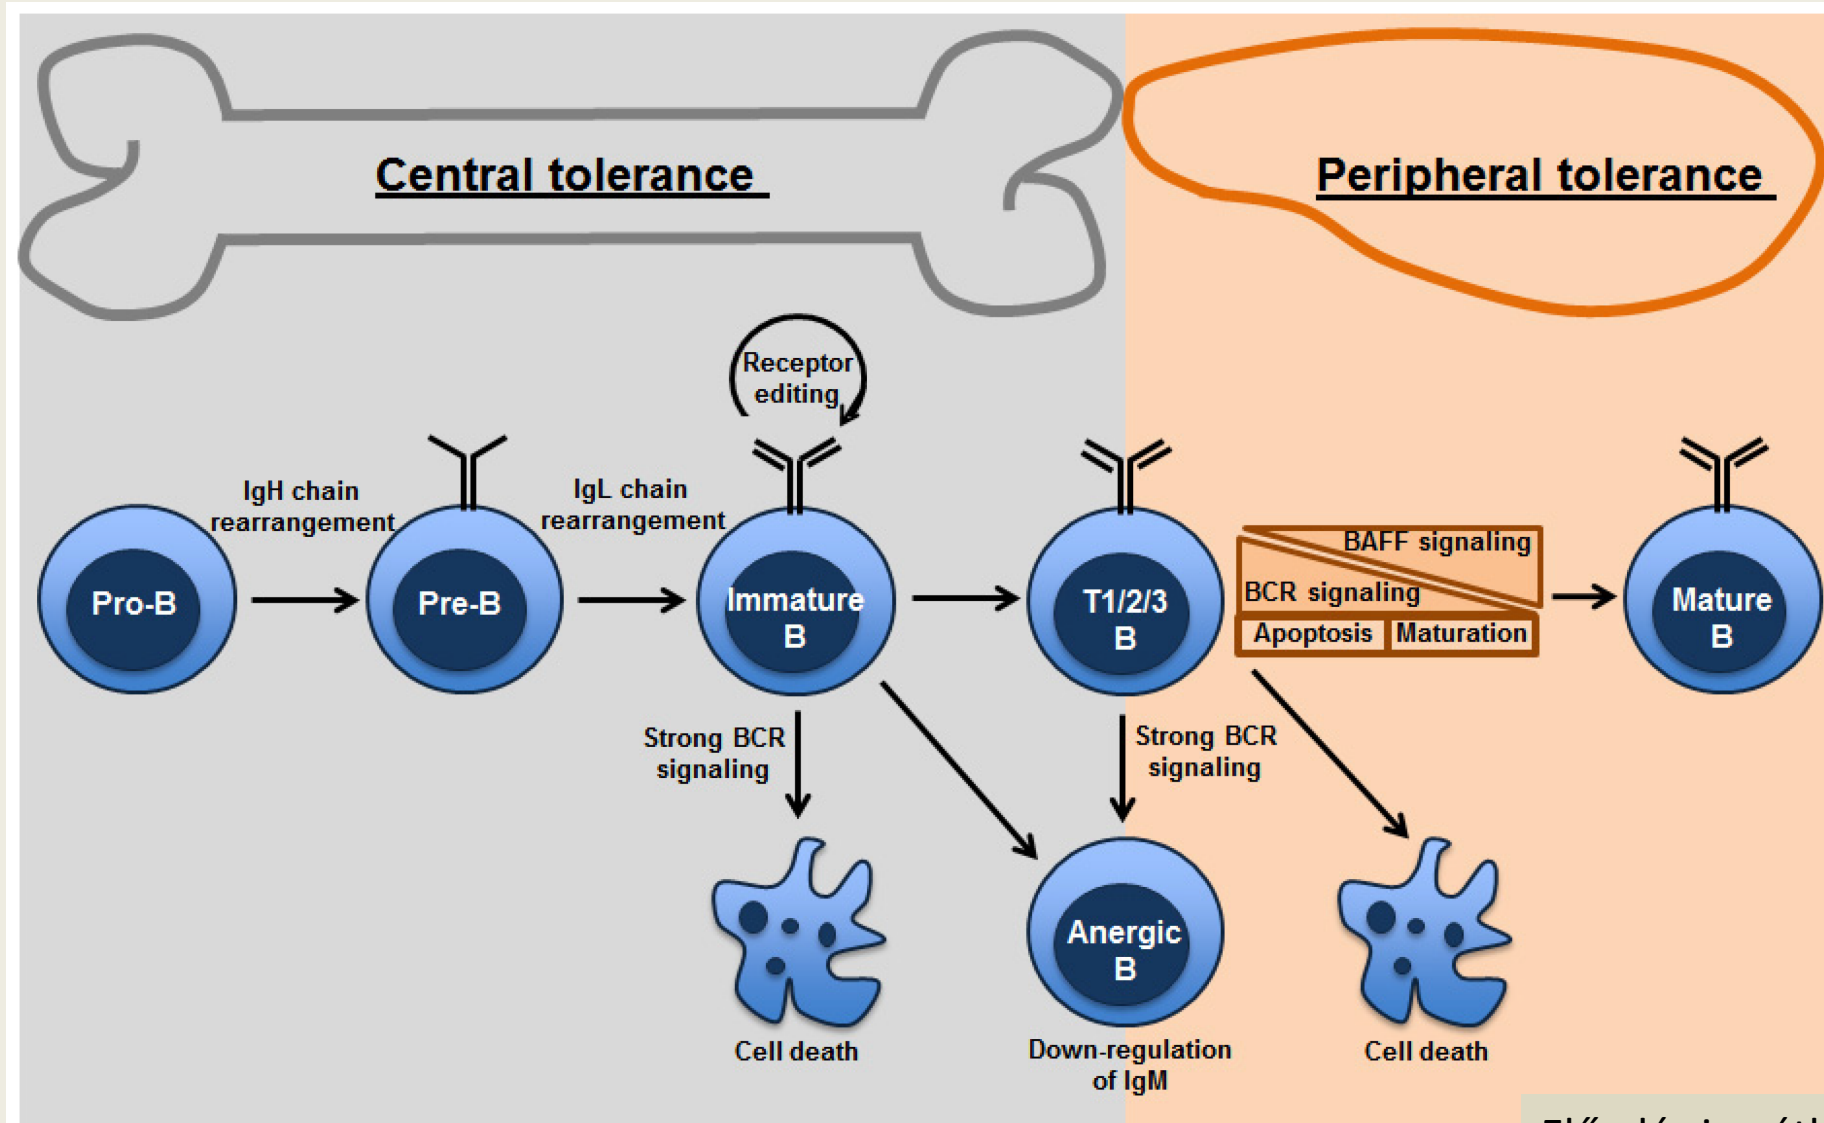 Central tolerance
Peripheral tolerance
Receptor
editing
IgH chain
rearrangement
IgL chain
rearrangement
Pro-B
Pre-B
Immature
B
T1/2/3
B
BAFF signaling
BCR signaling
Apoptosis
Maturation
Mature
B
Strong BCR
signaling
Strong BCR
signaling
Anergic
B
Cell death
Down-regulation
of IgM
Cell death